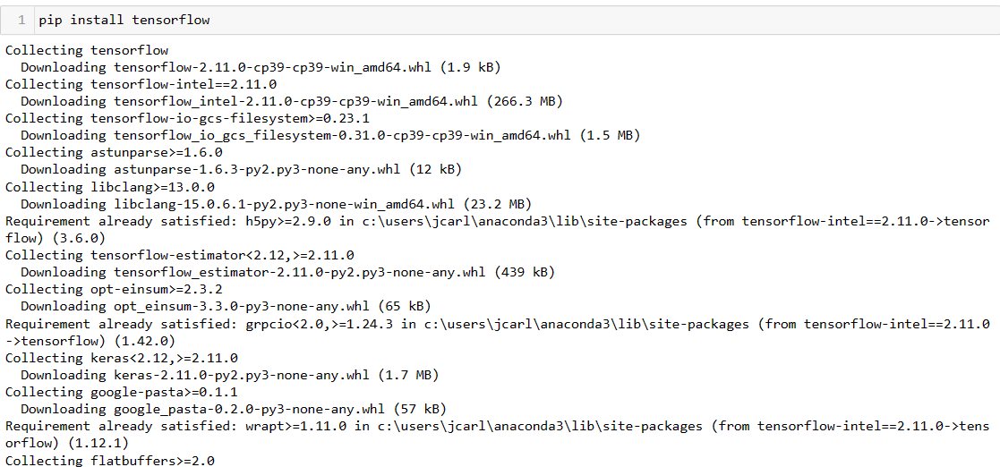 1 pip install tensorflow
Collecting tensorflow
Downloading tensorflow-2.11.0-cp39-cp39-win_amd64.whl (1.9 kB)
Collecting tensorflow-intel==2.11.0
Downloading tensorflow_intel-2.11.0-cp39-cp39-win_amd64.whl (266.3 MB)
Collecting tensorflow-io-gcs-filesystem>=0.23.1
Downloading tensorflow_io_gcs_filesystem-0.31.0-cp39-cp39-win_amd64.whl (1.5 MB)
Collecting astunparse>=1.6.0
Downloading astunparse-1.6.3-py2.py3-none-any.whl (12 kB)
Collecting libclang>=13.0.0
Downloading libclang-15.0.6.1-py2.py3-none-win_amd64.whl (23.2 MB)
Requirement already satisfied: h5py>=2.9.0 in c:\users\jcarl\anaconda3\lib\site-packages (from tensorflow-intel==2.11.0->tensor
flow) (3.6.0)
Collecting tensorflow-estimator<2.12,>=2.11.0
Downloading tensorflow_estimator-2.11.0-py2.py3-none-any.whl (439 kB)
Collecting opt-einsum>=2.3.2
Downloading opt_einsum-3.3.0-py3-none-any.whl (65 kB)
Requirement already satisfied: grpcio<2.0,>=1.24.3 in c:\users\jcarl\anaconda3\lib\site-packages (from tensorflow-intel==2.11.0
->tensorflow) (1.42.0)
Collecting keras<2.12,>=2.11.0
Downloading keras-2.11.0-py2.py3-none-any.whl (1.7 MB)
Collecting google-pasta>=0.1.1
Downloading google_pasta-0.2.0-py3-none-any.whl (57 kB)
Requirement already satisfied: wrapt>=1.11.0 in c:\users\jcarl\anaconda3\lib\site-packages (from tensorflow-intel==2.11.0->tens
orflow) (1.12.1)
Collecting flatbuffers>=2.0